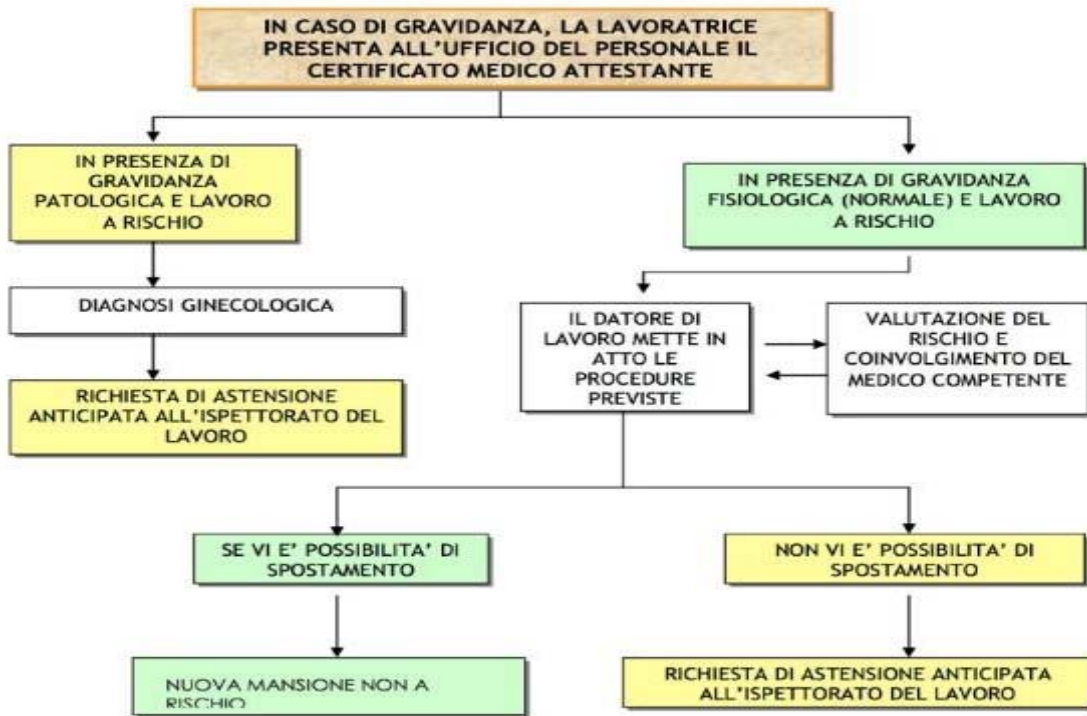 IN CASO DI GRAVIDANZA, LA LAVORATRICE
PRESENTA ALL'UFFICIO DEL PERSONALE IL
CERTIFICATO MEDICO ATTESTANTE
IN PRESENZA DI
GRAVIDANZA
PATOLOGICA E LAVORO
A RISCHIO
IN PRESENZA DI GRAVIDANZA
FISIOLOGICA (NORMALE) E LAVORO
A RISCHIO
DIAGNOSI GINECOLOGICA
IL DATORE DI
LAVORO METTE IN
ATTO LE
PROCEDURE
PREVISTE
VALUTAZIONE DEL
RISCHIO E
COINVOLGIMENTO DEL
MEDICO COMPETENTE
RICHIESTA DI ASTENSIONE
ANTICIPATA ALL'ISPETTORATO DEL
LAVORO
SE VI E' POSSIBILITA' DI
SPOSTAMENTO
NON VI E' POSSIBILITA' DI
SPOSTAMENTO
NUOVA MANSIONE NON A
RISCHIO
RICHIESTA DI ASTENSIONE ANTICIPATA
ALL'ISPETTORATO DEL LAVORO